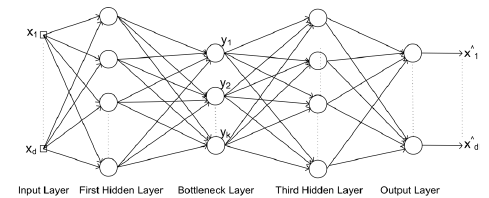 x1
y1
x^1
y2
xd
yk
x^d
Input Layer First Hidden Layer Bottleneck Layer Third Hidden Layer Output Layer